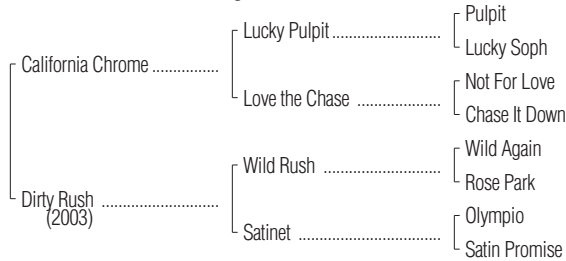 Pulpit
Lucky Pulpit ............................
Lucky Soph
California Chrome .................
Not For Love
Love the Chase .....................
Chase It Down
Wild Again
Wild Rush .............................
Rose Park
Dirty Rush .............................
(2003)
Olympio
Satinet ...................................
Satin Promise